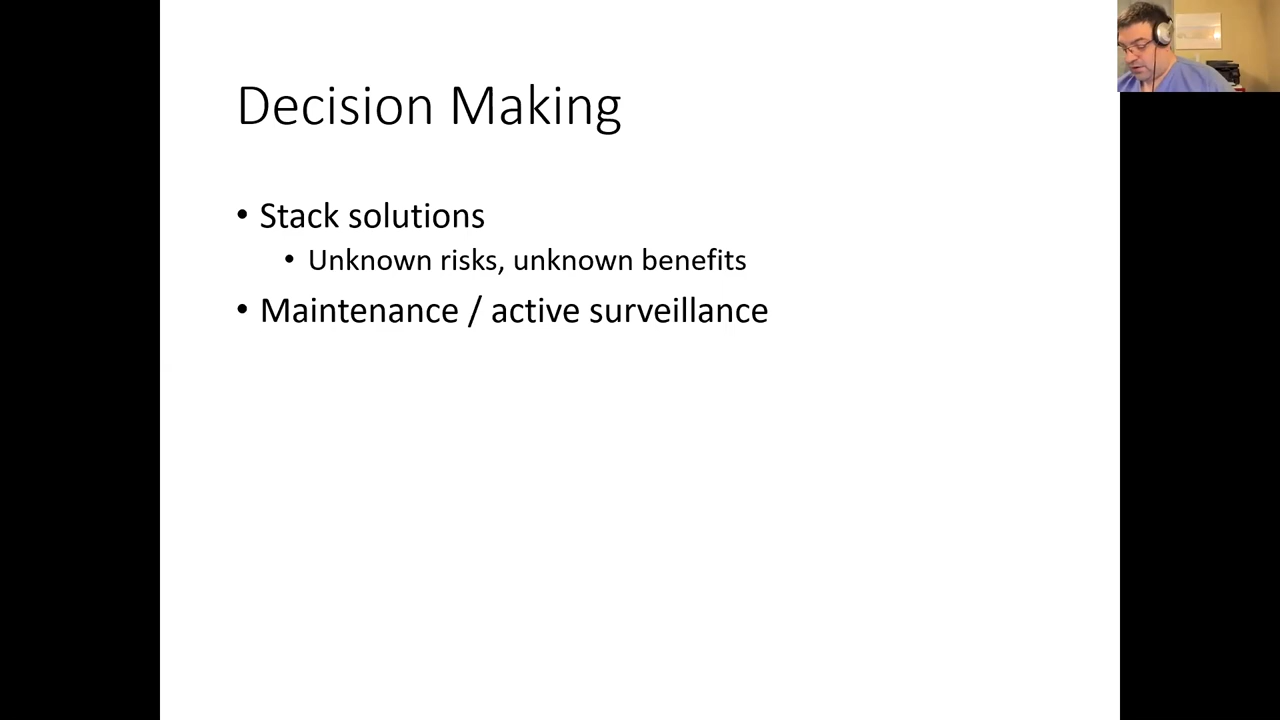 Decision Making
• Stack solutions
• Unknown risks, unknown benefits
• Maintenance / active surveillance